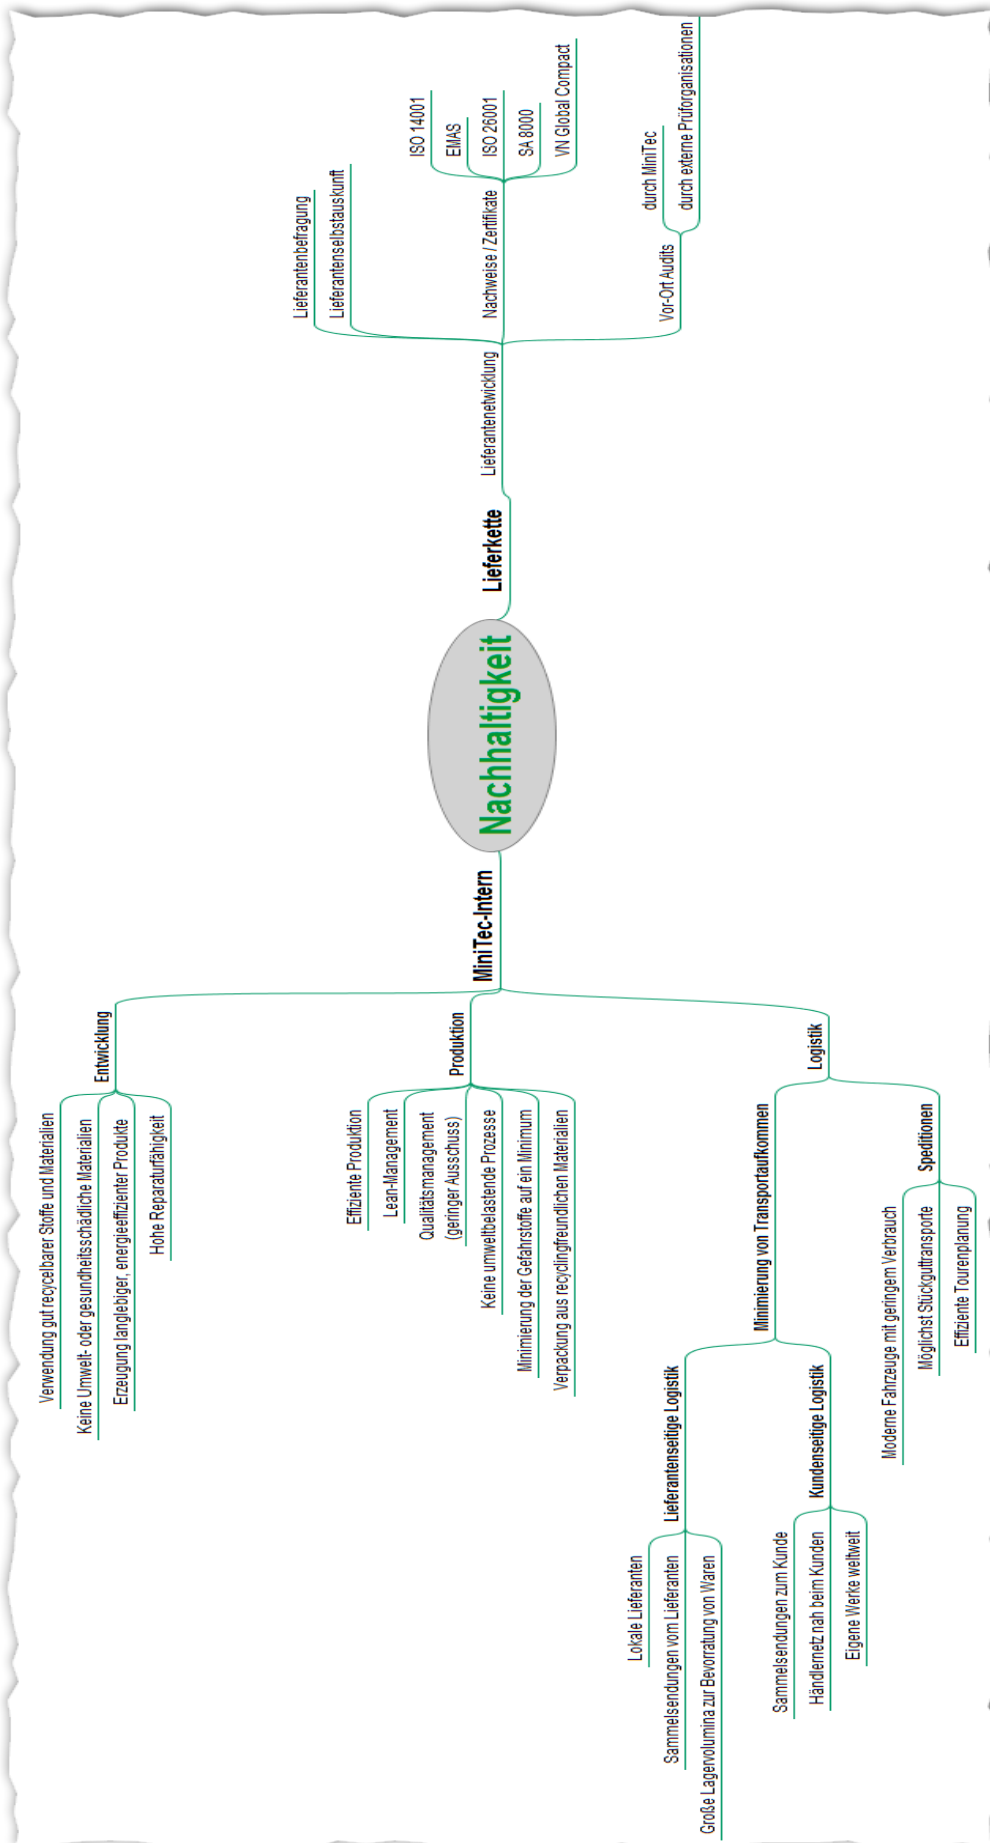 Verwendung gut recycelbarer Stoffe und Materialien
Keine Umwelt- oder gesundheitsschädliche Materialien
Erzeugung langlebiger, energieeffizienter Produkte
Hohe Reparaturfähigkeit
Entwicklung
Effiziente Produktion
Lean-Management
Qualitätsmanagement
(geringer Ausschuss)
Keine umweltbelastende Prozesse
Minimierung der Gefahrstoffe auf ein Minimum
Verpackung aus recyclingfreundlichen Materialien
Produktion
MiniTec-Intern
Lokale Lieferanten
Sammelsendungen vom Lieferanten
Große Lagervolumina zur Bevorratung von Waren
Lieferantenseitige Logistik
Sammelsendungen zum Kunde
Händlernetz nah beim Kunden
Eigene Werke weltweit
Kundenseitige Logistik
Minimierung von Transportaufkommen
Moderne Fahrzeuge mit geringem Verbrauch
Möglichst Stückguttransporte
Effiziente Tourenplanung
Speditionen
Logistik
Nachhaltigkeit
Lieferkette
Lieferantenetwicklung
Lieferantenbefragung
Lieferantenselbstauskunft
Nachweise / Zertifikate
ISO 14001
EMAS
ISO 26001
SA 8000
VN Global Compact
Vor-Ort Audits
durch MiniTec
durch externe Prüforganisationen